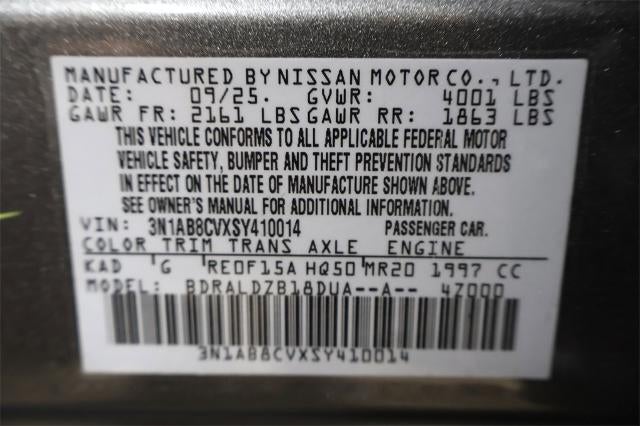 MANUFACTURED BY NISSAN MOTOR CO., LTD.
DATE: 09/25. GVWR: 4001 LBS
GAWR FR: 2161 LBS GAWR RR: 1863 LBS
THIS VEHICLE CONFORMS TO ALL APPLICABLE FEDERAL MOTOR
VEHICLE SAFETY, BUMPER AND THEFT PREVENTION STANDARDS
IN EFFECT ON THE DATE OF MANUFACTURE SHOWN ABOVE.
SEE OWNER'S MANUAL FOR ADDITIONAL INFORMATION.
VIN: 3N1AB8CVXSY410014 PASSENGER CAR.
COLOR TRIM TRANS AXLE ENGINE
KAD G RE0F15A HQ50 MR20 1997 CC
MODEL: BDRALDZB18DUA--A-- 4Z000
3N1AB8CVXSY410014